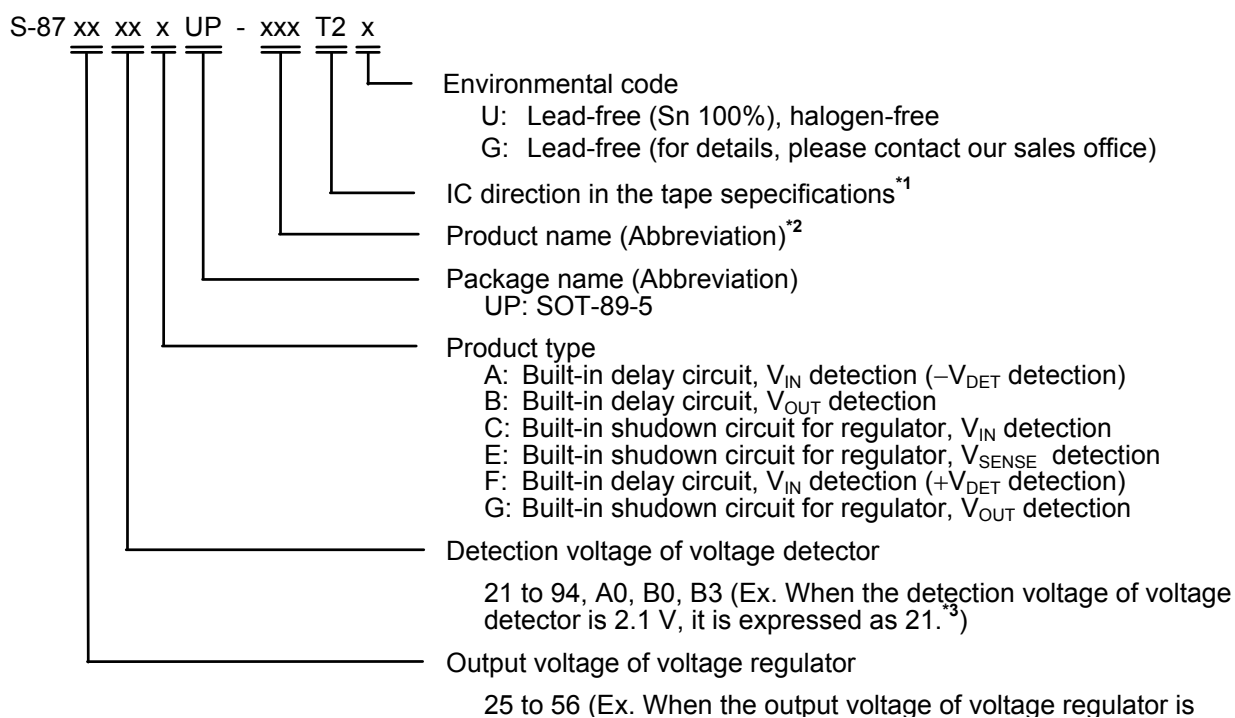 S-87 xx xx x UP - xxx T2 x
Environmental code
U: Lead-free (Sn 100%), halogen-free
G: Lead-free (for details, please contact our sales office)
IC direction in the tape sepecifications*1
Product name (Abbreviation)*2
Package name (Abbreviation)
UP: SOT-89-5
Product type
A: Built-in delay circuit, VIN detection (−VDET detection)
B: Built-in delay circuit, VOUT detection
C: Built-in shudown circuit for regulator, VIN detection
E: Built-in shudown circuit for regulator, VSENSE detection
F: Built-in delay circuit, VIN detection (+VDET detection)
G: Built-in shudown circuit for regulator, VOUT detection
Detection voltage of voltage detector
21 to 94, A0, B0, B3 (Ex. When the detection voltage of voltage
detector is 2.1 V, it is expressed as 21.*3)
Output voltage of voltage regulator
25 to 56 (Ex. When the output voltage of voltage regulator is